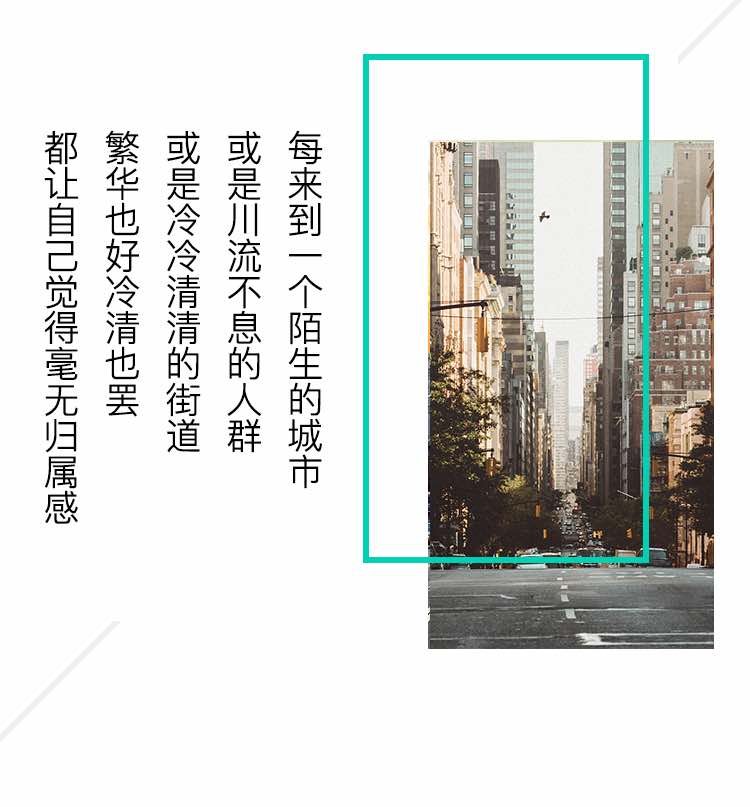 每来到一个陌生的城市
或是川流不息的人群
或是冷冷清清的街道
繁华也好冷清也罢
都让自己觉得毫无归属感